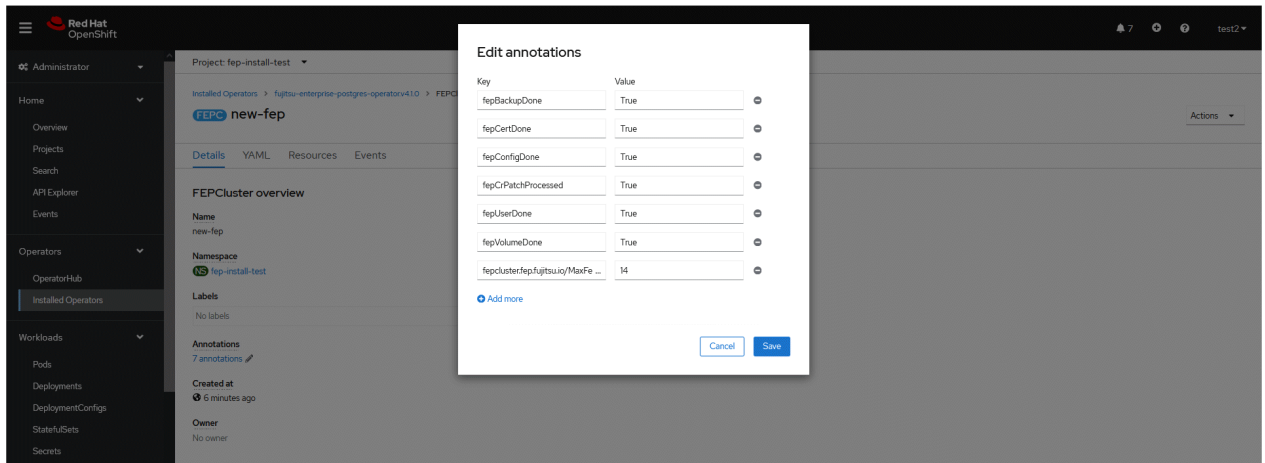 Red Hat
OpenShift
7
test2
Administrator
Home
Overview
Projects
Search
API Explorer
Events
Operators
OperatorHub
Installed Operators
Workloads
Pods
Deployments
DeploymentConfigs
StatefulSets
Secrets
Project: fep-install-test
Installed Operators > fujitsu-enterprise-postgres-operator.v4.1.0 > FEPCl
FEPC new-fep
Actions
Details YAML Resources Events
FEPCluster overview
Name
new-fep
Namespace
NS fep-install-test
Labels
No labels
Annotations
7 annotations
Created at
6 minutes ago
Owner
No owner
Edit annotations
Key Value
fepBackupDone True
fepCertDone True
fepConfigDone True
fepCrPatchProcessed True
fepUserDone True
fepVolumeDone True
fepcluster.fep.fujitsu.io/MaxFe ... 14
Add more
Cancel Save